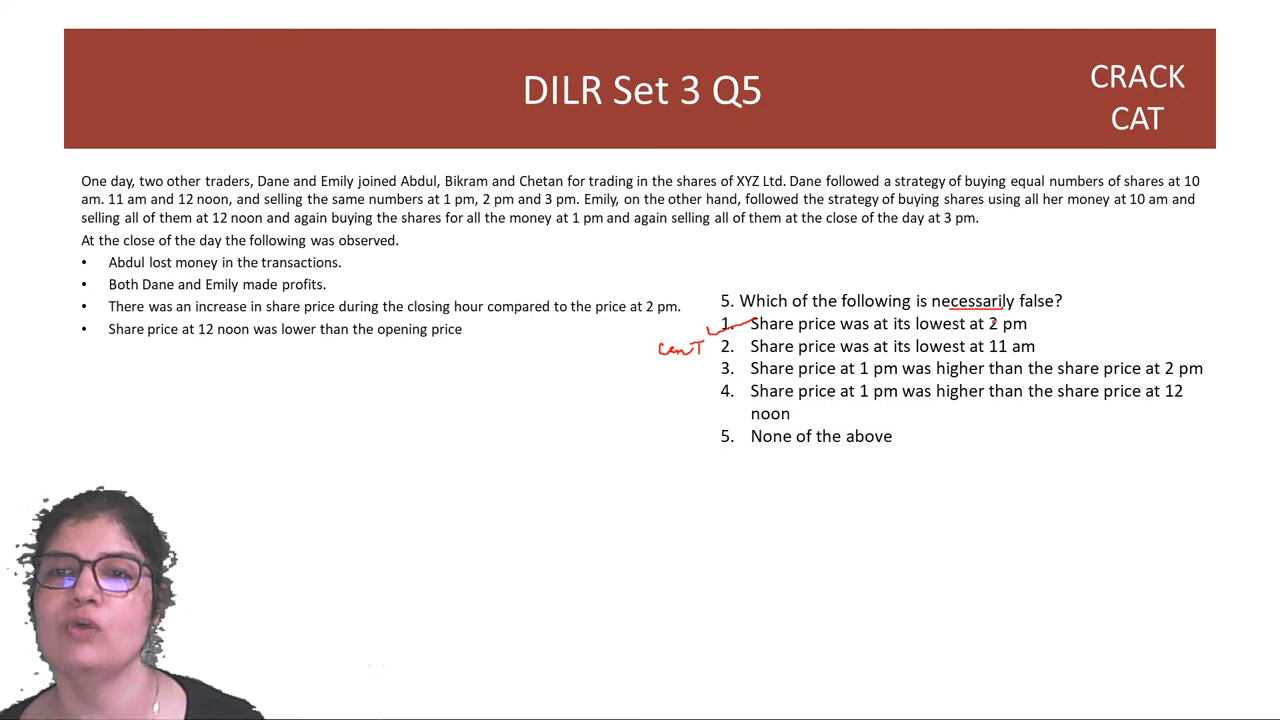 DILR Set 3 Q5
CRACK
CAT
One day, two other traders, Dane and Emily joined Abdul, Bikram and Chetan for trading in the shares of XYZ Ltd. Dane followed a strategy of buying equal numbers of shares at 10
am. 11 am and 12 noon, and selling the same numbers at 1 pm, 2 pm and 3 pm. Emily, on the other hand, followed the strategy of buying shares using all her money at 10 am and
selling all of them at 12 noon and again buying the shares for all the money at 1 pm and again selling all of them at the close of the day at 3 pm.
At the close of the day the following was observed.
• Abdul lost money in the transactions.
• Both Dane and Emily made profits.
• There was an increase in share price during the closing hour compared to the price at 2 pm.
• Share price at 12 noon was lower than the opening price
5. Which of the following is necessarily false?
1. Share price was at its lowest at 2 pm
2. Share price was at its lowest at 11 am
3. Share price at 1 pm was higher than the share price at 2 pm
4. Share price at 1 pm was higher than the share price at 12
noon
5. None of the above